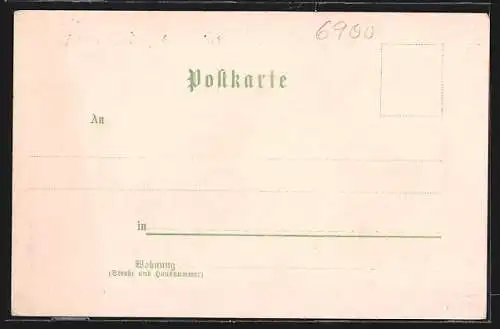 6900
Postkarte
An
in
Wohnung
(Straße und Hausnummer)